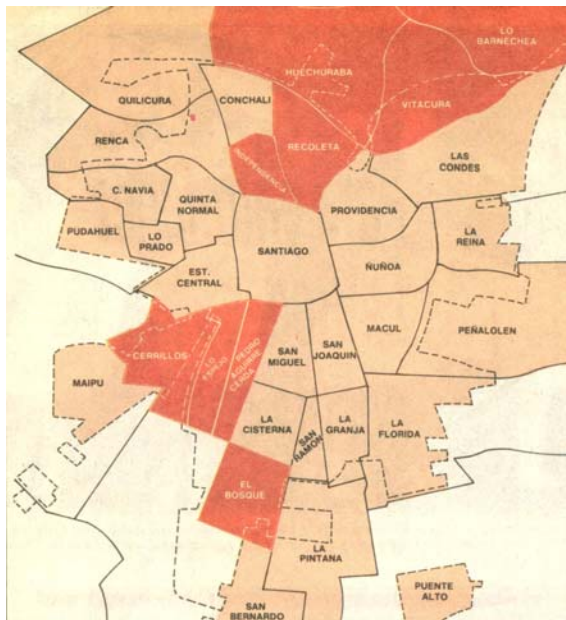 LO
BARNECHEA
HUECHURABA
QUILICURA
CONCHALI
VITACURA
RENCA
RECOLETA
INDEPENDENCIA
LAS
CONDES
C. NAVIA
QUINTA
NORMAL
PROVIDENCIA
PUDAHUEL
LO
PRADO
SANTIAGO
LA
REINA
EST.
CENTRAL
ÑUÑOA
MACUL
PEÑALOLEN
CERRILLOS
LO ESPEJO
PEDRO
AGUIRRE
CERDA
SAN
MIGUEL
SAN
JOAQUIN
MAIPU
LA
CISTERNA
SAN
RAMON
LA
GRANJA
LA
FLORIDA
EL
BOSQUE
LA
PINTANA
SAN
BERNARDO
PUENTE
ALTO